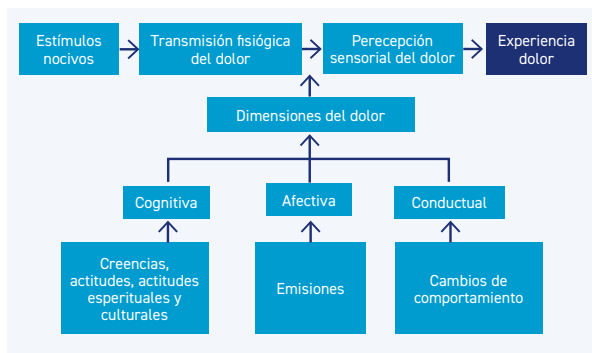 Estímulos
nocivos
Transmisión fisiógica
del dolor
Perecepción
sensorial del dolor
Experiencia
dolor
Dimensiones del dolor
Cognitiva
Afectiva
Conductual
Creencias,
actitudes, actitudes
esperituales y
culturales
Emisiones
Cambios de
comportamiento